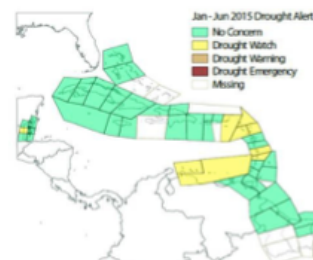 Jan - Jun 2015 Drought Alert
No Concern
Drought Watch
Drought Warning
Drought Emergency
Missing